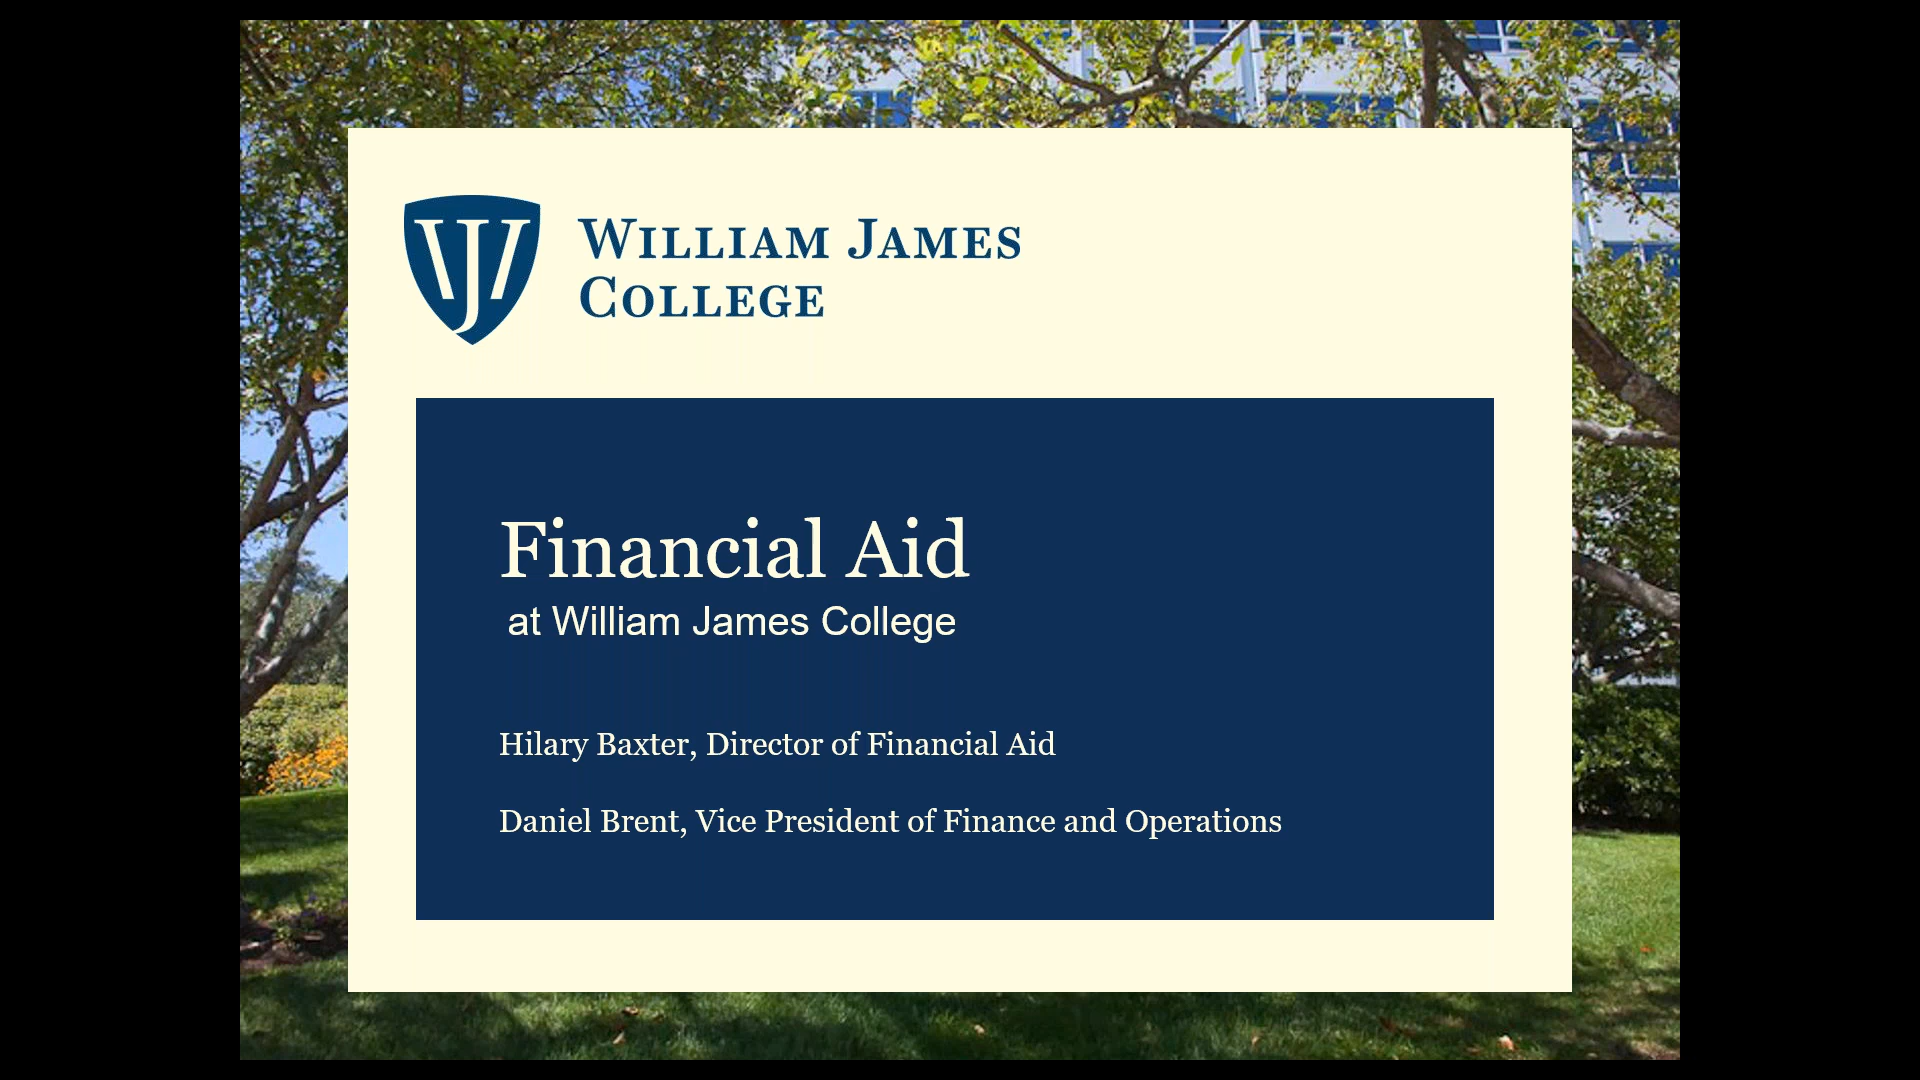 WILLIAM JAMES
COLLEGE
Financial Aid
at William James College
Hilary Baxter, Director of Financial Aid
Daniel Brent, Vice President of Finance and Operations